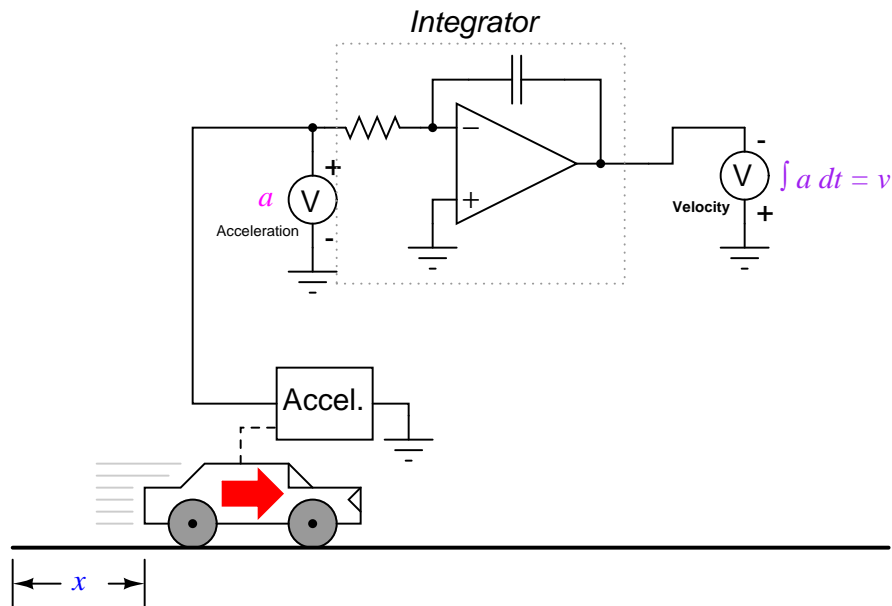 Integrator
−
+
+
V
-
a
Acceleration
-
V
+
Velocity
∫ a dt = v
Accel.
x